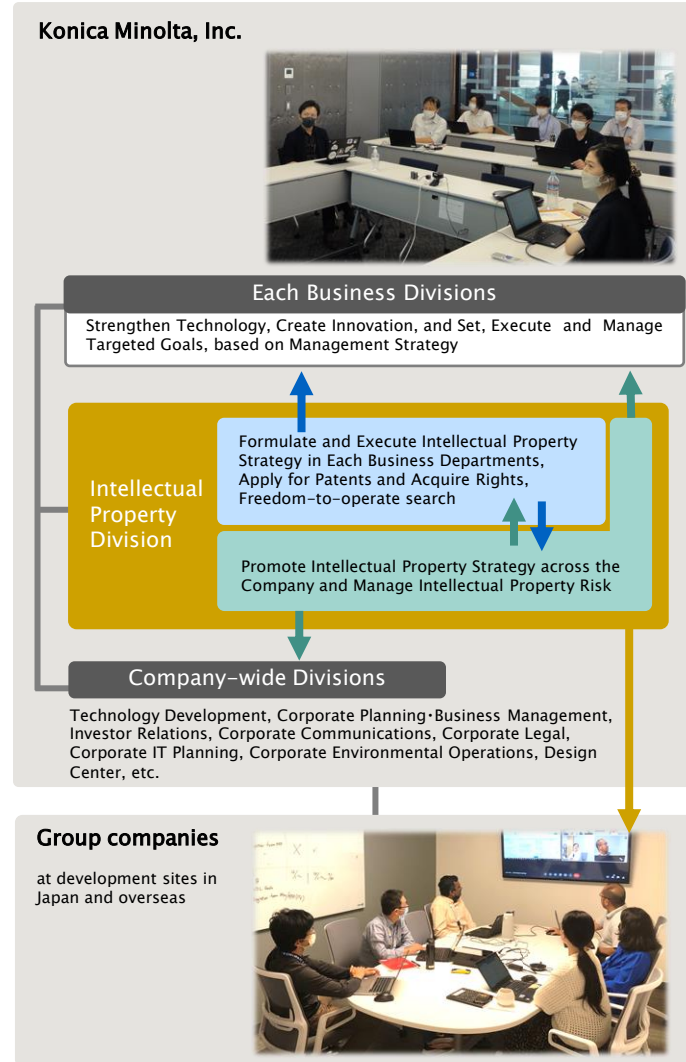 Konica Minolta, Inc.
Each Business Divisions
Strengthen Technology, Create Innovation, and Set, Execute and Manage
Targeted Goals, based on Management Strategy
Intellectual
Property
Division
Formulate and Execute Intellectual Property
Strategy in Each Business Departments,
Apply for Patents and Acquire Rights,
Freedom-to-operate search
Promote Intellectual Property Strategy across the
Company and Manage Intellectual Property Risk
Company-wide Divisions
Technology Development, Corporate Planning・Business Management,
Investor Relations, Corporate Communications, Corporate Legal,
Corporate IT Planning, Corporate Environmental Operations, Design
Center, etc.
Group companies
at development sites in
Japan and overseas